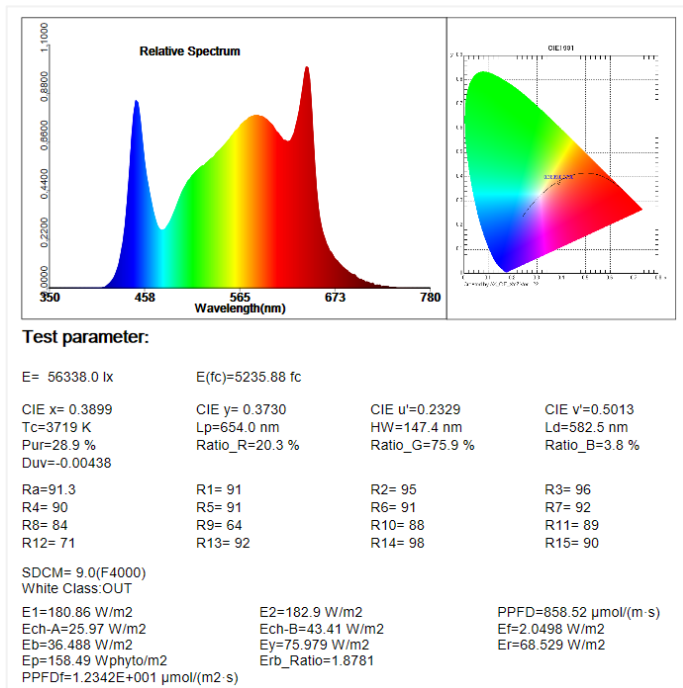 Relative Spectrum
1.1000
0.8800
0.6600
0.4400
0.2200
0.0000
350 458 565 673 780
Wavelength(nm)
CIE1931
Test parameter:
E= 56338.0 lx E(fc)=5235.88 fc
CIE x= 0.3899 CIE y= 0.3730 CIE u'=0.2329 CIE v'=0.5013
Tc=3719 K Lp=654.0 nm HW=147.4 nm Ld=582.5 nm
Pur=28.9 % Ratio_R=20.3 % Ratio_G=75.9 % Ratio_B=3.8 %
Duv=-0.00438
Ra=91.3 R1= 91 R2= 95 R3= 96
R4= 90 R5= 91 R6= 91 R7= 92
R8= 84 R9= 64 R10= 88 R11= 89
R12= 71 R13= 92 R14= 98 R15= 90
SDCM= 9.0(F4000)
White Class:OUT
E1=180.86 W/m2 E2=182.9 W/m2 PPFD=858.52 μmol/(m·s)
Ech-A=25.97 W/m2 Ech-B=43.41 W/m2 Ef=2.0498 W/m2
Eb=36.488 W/m2 Ey=75.979 W/m2 Er=68.529 W/m2
Ep=158.49 Wphyto/m2 Erb_Ratio=1.8781
PPFDf=1.2342E+001 μmol/(m2·s)